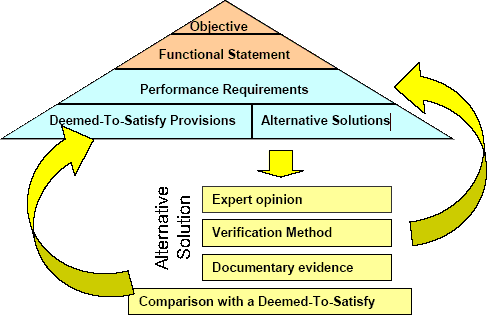 Objective
Functional Statement
Performance Requirements
Deemed-To-Satisfy Provisions
Alternative Solutions
Alternative
Solution
Expert opinion
Verification Method
Documentary evidence
Comparison with a Deemed-To-Satisfy